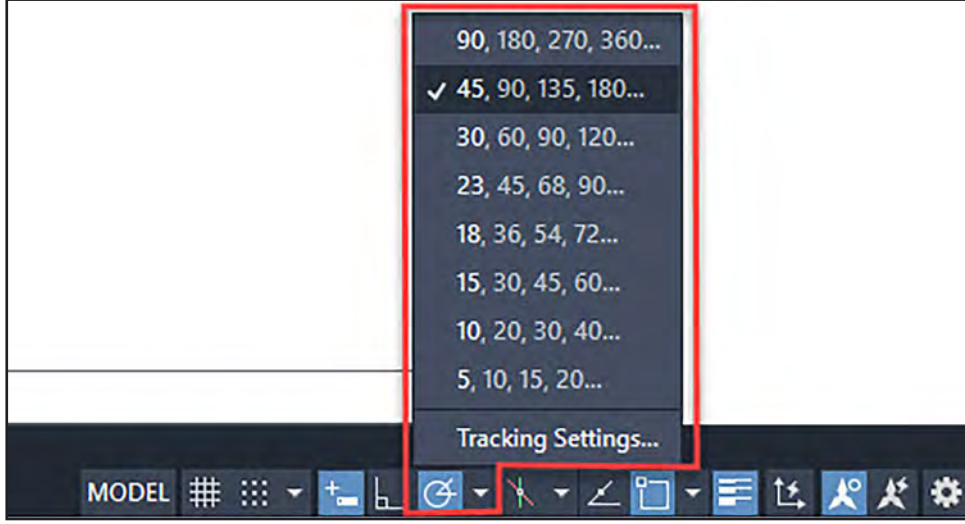 90, 180, 270, 360...
45, 90, 135, 180...
30, 60, 90, 120...
23, 45, 68, 90...
18, 36, 54, 72...
15, 30, 45, 60...
10, 20, 30, 40...
5, 10, 15, 20...
Tracking Settings...
MODEL